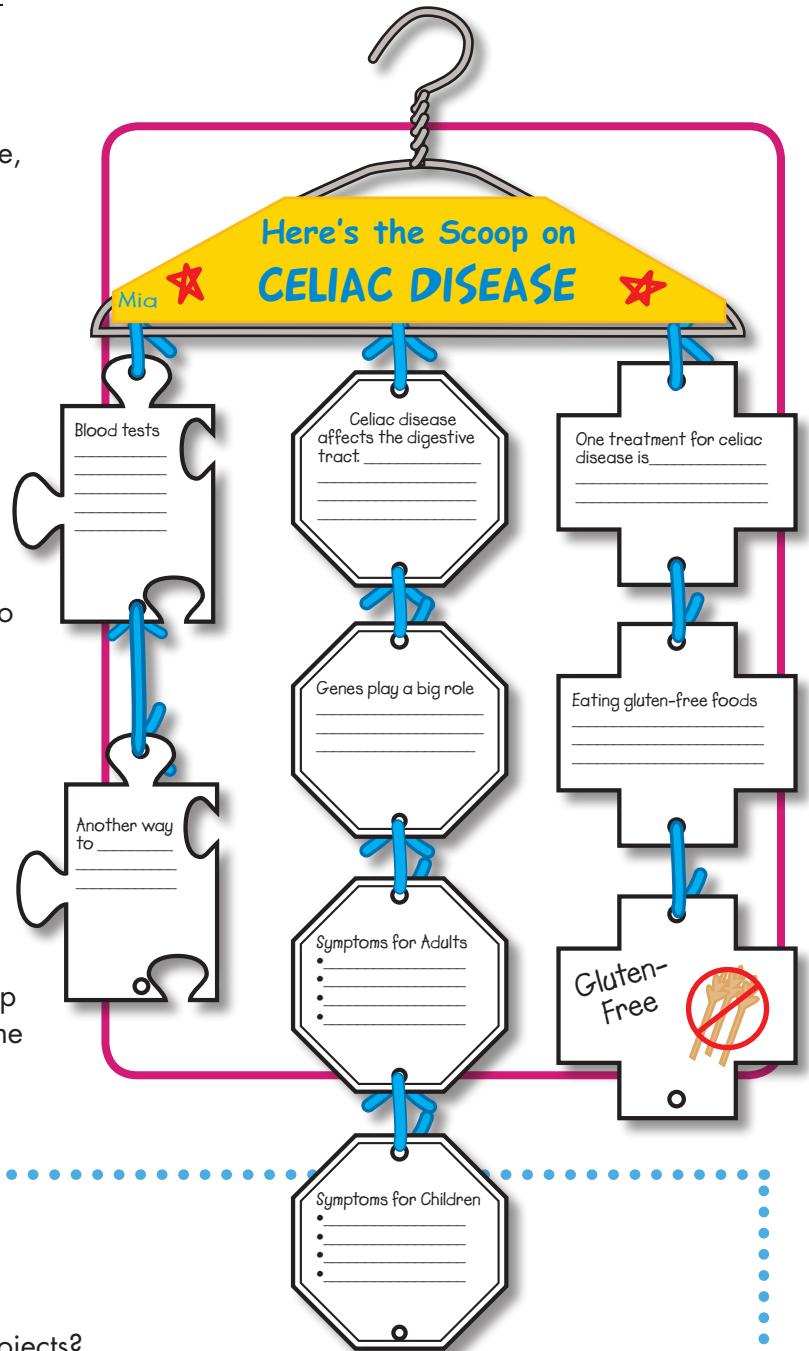 e,
o
p
ne
ojects?
Here's the Scoop on
CELIAC DISEASE
Mia
Blood tests
Another way
to
Celiac disease
affects the digestive
tract.
Genes play a big role
Symptoms for Adults
•
•
•
•
Symptoms for Children
•
•
•
•
One treatment for celiac
disease is
Eating gluten-free foods
Gluten-
Free